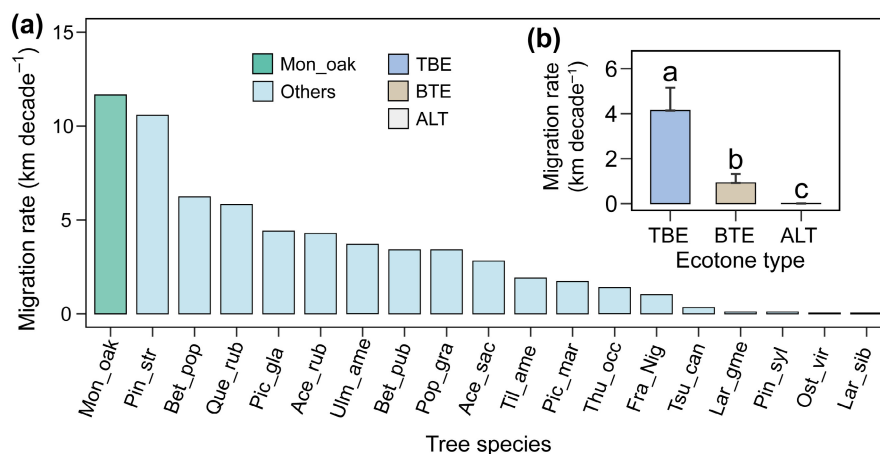 (a)
15
10
5
0
Migration rate (km decade⁻¹)
Mon_oak
Others
TBE
BTE
ALT
(b)
6
4
2
0
Migration rate
(km decade⁻¹)
a
b
c
TBE BTE ALT
Ecotone type
Mon_oak Pin_str Bet_pop Que_rub Pic_gla Ace_rub Ulm_ame Bet_pub Pop_gra Ace_sac Til_ame Pic_mar Thu_occ Fra_Nig Tsu_can Lar_gme Pin_syl Ost_vir Lar_sib
Tree species